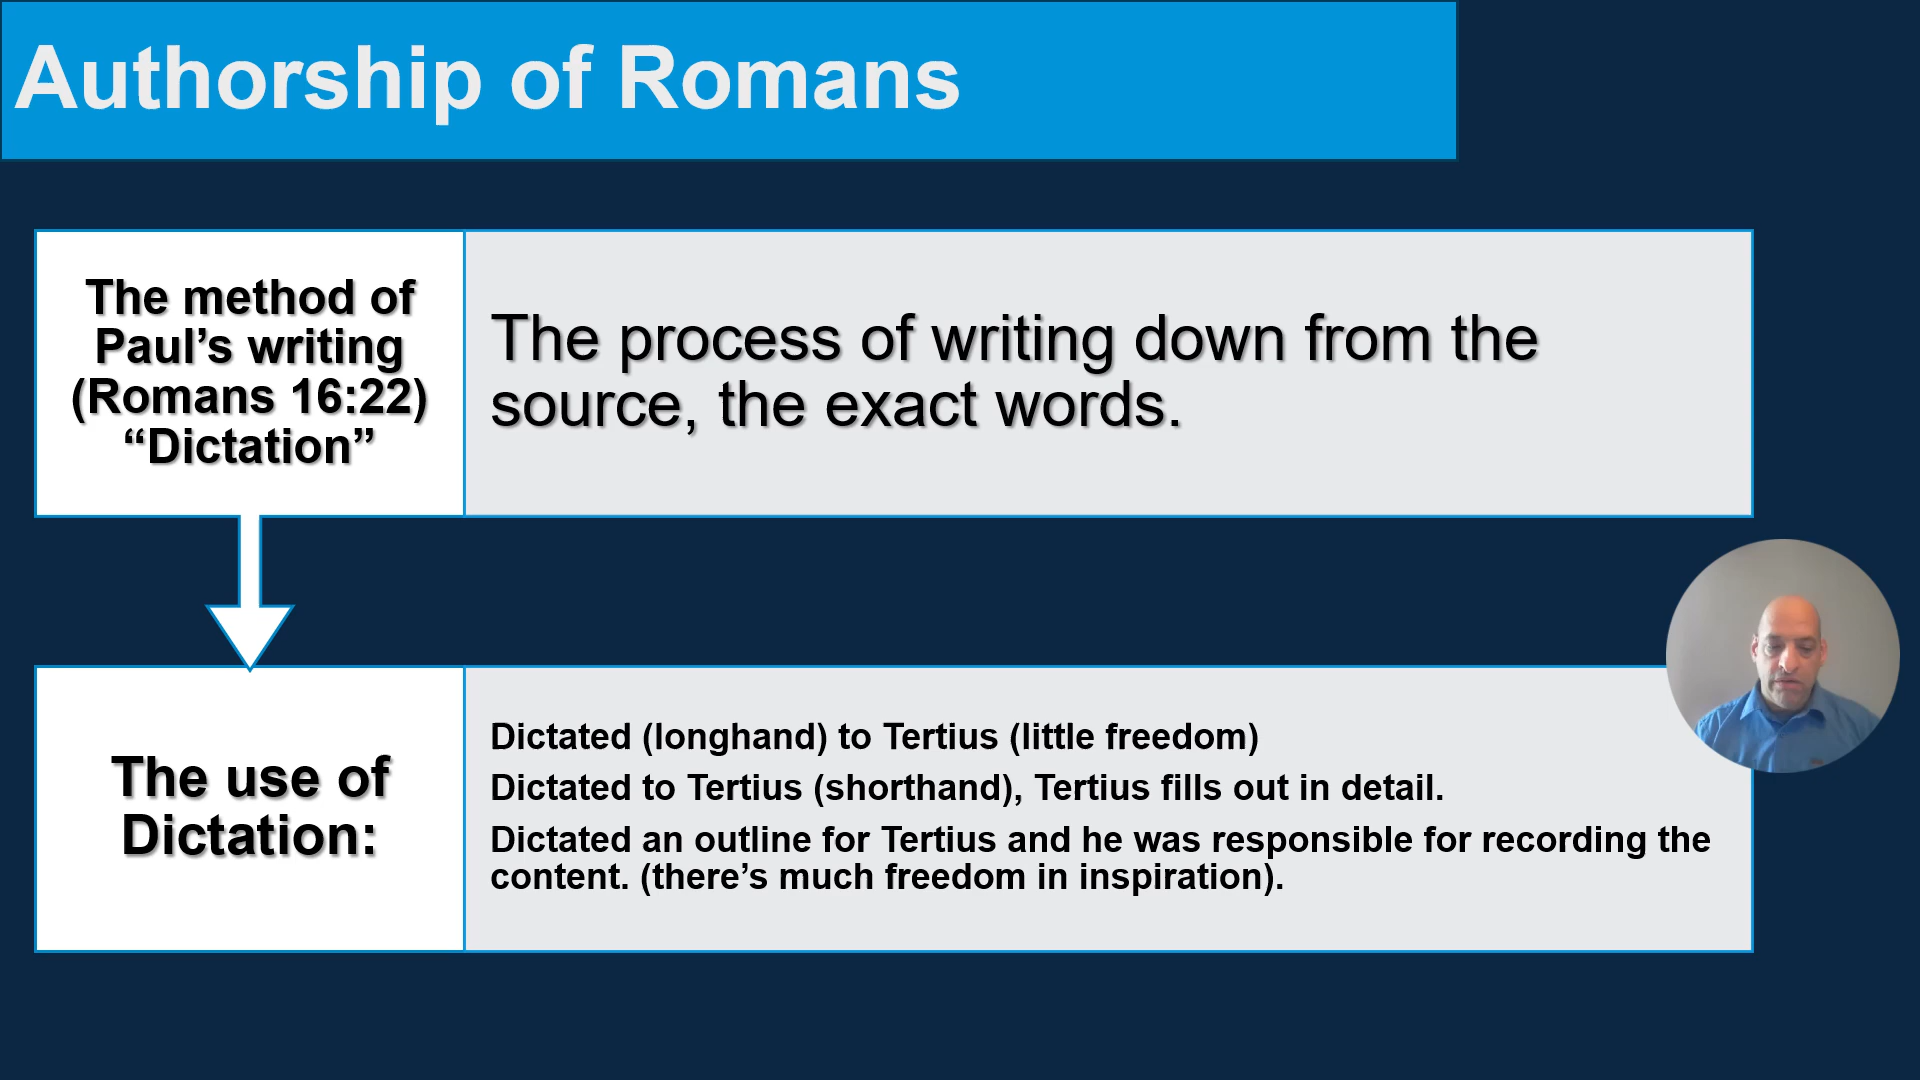 Authorship of Romans
The method of
Paul’s writing
(Romans 16:22)
“Dictation”
The process of writing down from the
source, the exact words.
The use of
Dictation:
Dictated (longhand) to Tertius (little freedom)
Dictated to Tertius (shorthand), Tertius fills out in detail.
Dictated an outline for Tertius and he was responsible for recording the
content. (there’s much freedom in inspiration).